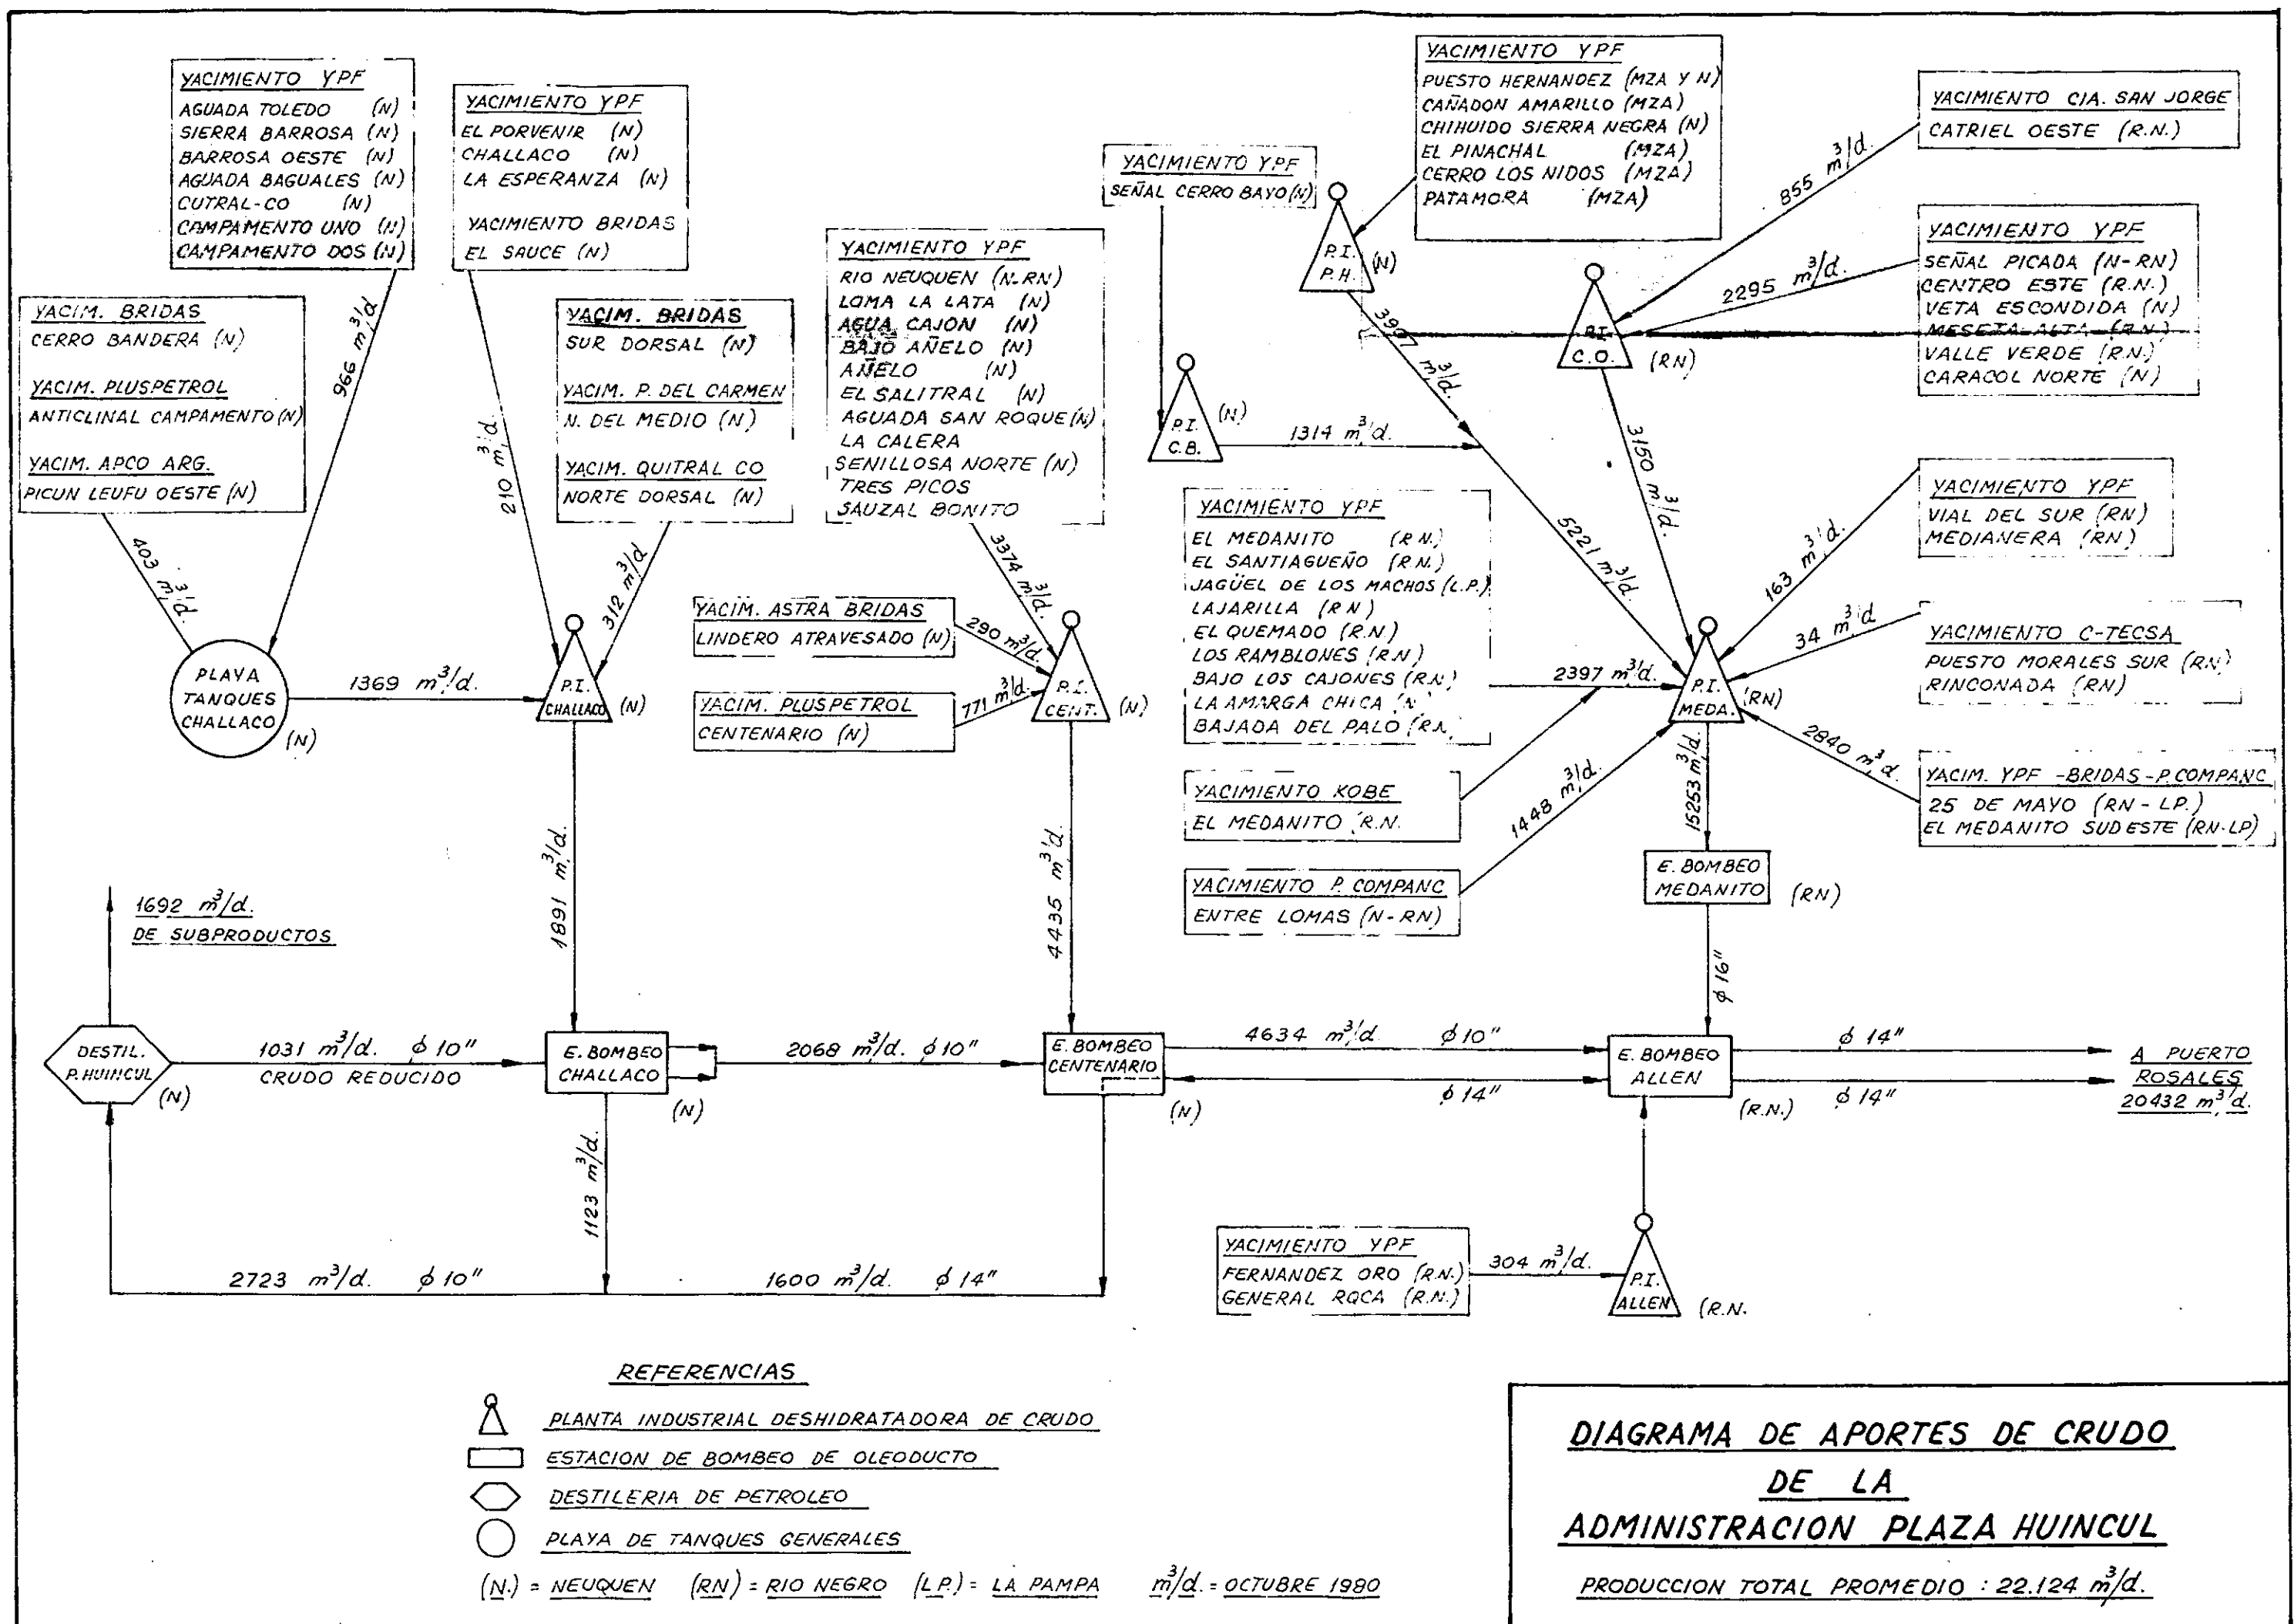 YACIMIENTO YPF
AGUADA TOLEDO (N)
SIERRA BARROSA (N)
BARROSA OESTE (N)
AGUADA BAGUALES (N)
CUTRAL-CO (N)
CAMPAMENTO UNO (N)
CAMPAMENTO DOS (N)
966 m³/d
YACIMIENTO YPF
EL PORVENIR (N)
CHALLACO (N)
LA ESPERANZA (N)
YACIMIENTO BRIDAS
EL SAUCE (N)
210 m³/d.
YACIM. BRIDAS
CERRO BANDERA (N)
YACIM. PLUSPETROL
ANTICLINAL CAMPAMENTO (N)
YACIM. APCO ARG.
PICUN LEUFU OESTE (N)
403 m³/d.
YACIM. BRIDAS
SUR DORSAL (N)
YACIM. P. DEL CARMEN
N. DEL MEDIO (N)
YACIM. QUITRAL CO
NORTE DORSAL (N)
312 m³/d.
YACIMIENTO YPF
RIO NEUQUEN (N-RN)
LOMA LA LATA (N)
AGUA CAJON (N)
BAJO AÑELO (N)
AÑELO (N)
EL SALITRAL (N)
AGUADA SAN ROQUE (N)
LA CALERA
SENILLOSA NORTE (N)
TRES PICOS
SAUZAL BONITO
3374 m³/d.
YACIMIENTO YPF
SEÑAL CERRO BAYO (N)
YACIMIENTO YPF
PUESTO HERNANDEZ (MZA Y N)
CAÑADON AMARILLO (MZA)
CHIHUIDO SIERRA NEGRA (N)
EL PINACHAL (MZA)
CERRO LOS NIDOS (MZA)
PATAMORA (MZA)
YACIMIENTO CIA. SAN JORGE
CATRIEL OESTE (R.N.)
855 m³/d.
YACIMIENTO YPF
SEÑAL PICADA (N-RN)
CENTRO ESTE (R.N.)
VETA ESCONDIDA (N)
MESETA ALTA (R.N.)
VALLE VERDE (R.N.)
CARACOL NORTE (N)
2295 m³/d.
P.I.
P.H.
(N)
m³/d.
P.I.
C.O.
(RN)
P.I.
C.B.
(N)
1314 m³/d.
5221 m³/d.
3150 m³/d.
YACIMIENTO YPF
VIAL DEL SUR (RN)
MEDIANERA (RN)
163 m³/d.
YACIMIENTO C-TECSA
PUESTO MORALES SUR (RN)
RINCONADA (RN)
34 m³/d
YACIM. YPF -BRIDAS-P.COMPANC
25 DE MAYO (RN-LP.)
EL MEDANITO SUDESTE (RN-LP)
2840 m³/d.
YACIMIENTO YPF
EL MEDANITO (R.N.)
EL SANTIAGUEÑO (R.N.)
JAGÜEL DE LOS MACHOS (L.P.)
LAJARILLA (RN)
EL QUEMADO (R.N.)
LOS RAMBLONES (R.N)
BAJO LOS CAJONES (R.N)
LA AMARGA CHICA (N
BAJADA DEL PALO (R.N.
2397 m³/d.
YACIMIENTO KOBE
EL MEDANITO R.N.
YACIMIENTO P. COMPANC
ENTRE LOMAS (N-RN)
1448 m³/d.
P.I.
MEDA.
(RN)
15253 m³/d.
E. BOMBEO
MEDANITO
(RN)
φ 16"
YACIM. ASTRA BRIDAS
LINDERO ATRAVESADO (N)
290 m³/d.
YACIM. PLUSPETROL
CENTENARIO (N)
771 m³/d.
P.I.
CENT.
(N)
4435 m³/d.
PLAYA
TANQUES
CHALLACO
(N)
1369 m³/d.
P.I.
CHALLACO
(N)
1891 m³/d.
1692 m³/d.
DE SUBPRODUCTOS
DESTIL.
P. HUINCUL
(N)
1031 m³/d. φ 10"
CRUDO REDUCIDO
E. BOMBEO
CHALLACO
(N)
2068 m³/d. φ 10"
E. BOMBEO
CENTENARIO
(N)
4634 m³/d. φ 10"
φ 14"
E. BOMBEO
ALLEN
(R.N.)
φ 14"
φ 14"
A PUERTO
ROSALES
20432 m³/d.
1123 m³/d.
2723 m³/d. φ 10"
1600 m³/d. φ 14"
YACIMIENTO YPF
FERNANDEZ ORO (R.N.)
GENERAL ROCA (R.N.)
304 m³/d.
P.I.
ALLEN
(R.N.
REFERENCIAS
PLANTA INDUSTRIAL DESHIDRATADORA DE CRUDO
ESTACION DE BOMBEO DE OLEODUCTO
DESTILERIA DE PETROLEO
PLAYA DE TANQUES GENERALES
(N.) = NEUQUEN (RN) = RIO NEGRO (L.P.) = LA PAMPA m³/d. = OCTUBRE 1980
DIAGRAMA DE APORTES DE CRUDO
DE LA
ADMINISTRACION PLAZA HUINCUL
PRODUCCION TOTAL PROMEDIO : 22.124 m³/d.